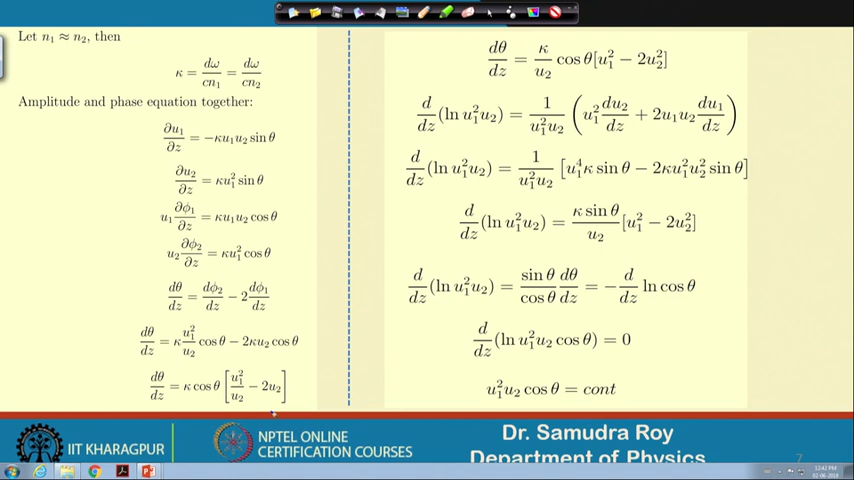 Let n₁ ≈ n₂, then
κ = dω/cn₁ = dω/cn₂
Amplitude and phase equation together:
∂u₁/∂z = −κu₁u₂ sin θ
∂u₂/∂z = κu₁² sin θ
u₁ ∂ϕ₁/∂z = κu₁u₂ cos θ
u₂ ∂ϕ₂/∂z = κu₁² cos θ
dθ/dz = dϕ₂/dz − 2 dϕ₁/dz
dθ/dz = κ u₁²/u₂ cos θ − 2κu₂ cos θ
dθ/dz = κ cos θ [u₁²/u₂ − 2u₂]
dθ/dz = κ/u₂ cos θ[u₁² − 2u₂²]
d/dz (ln u₁²u₂) = 1/u₁²u₂ (u₁² du₂/dz + 2u₁u₂ du₁/dz)
d/dz (ln u₁²u₂) = 1/u₁²u₂ [u₁⁴κ sin θ − 2κu₁²u₂² sin θ]
d/dz (ln u₁²u₂) = κ sin θ/u₂ [u₁² − 2u₂²]
d/dz (ln u₁²u₂) = sin θ/cos θ dθ/dz = − d/dz ln cos θ
d/dz (ln u₁²u₂ cos θ) = 0
u₁²u₂ cos θ = cont
IIT KHARAGPUR
NPTEL ONLINE
CERTIFICATION COURSES
Dr. Samudra Roy
Department of Physics
7
12:41 PM